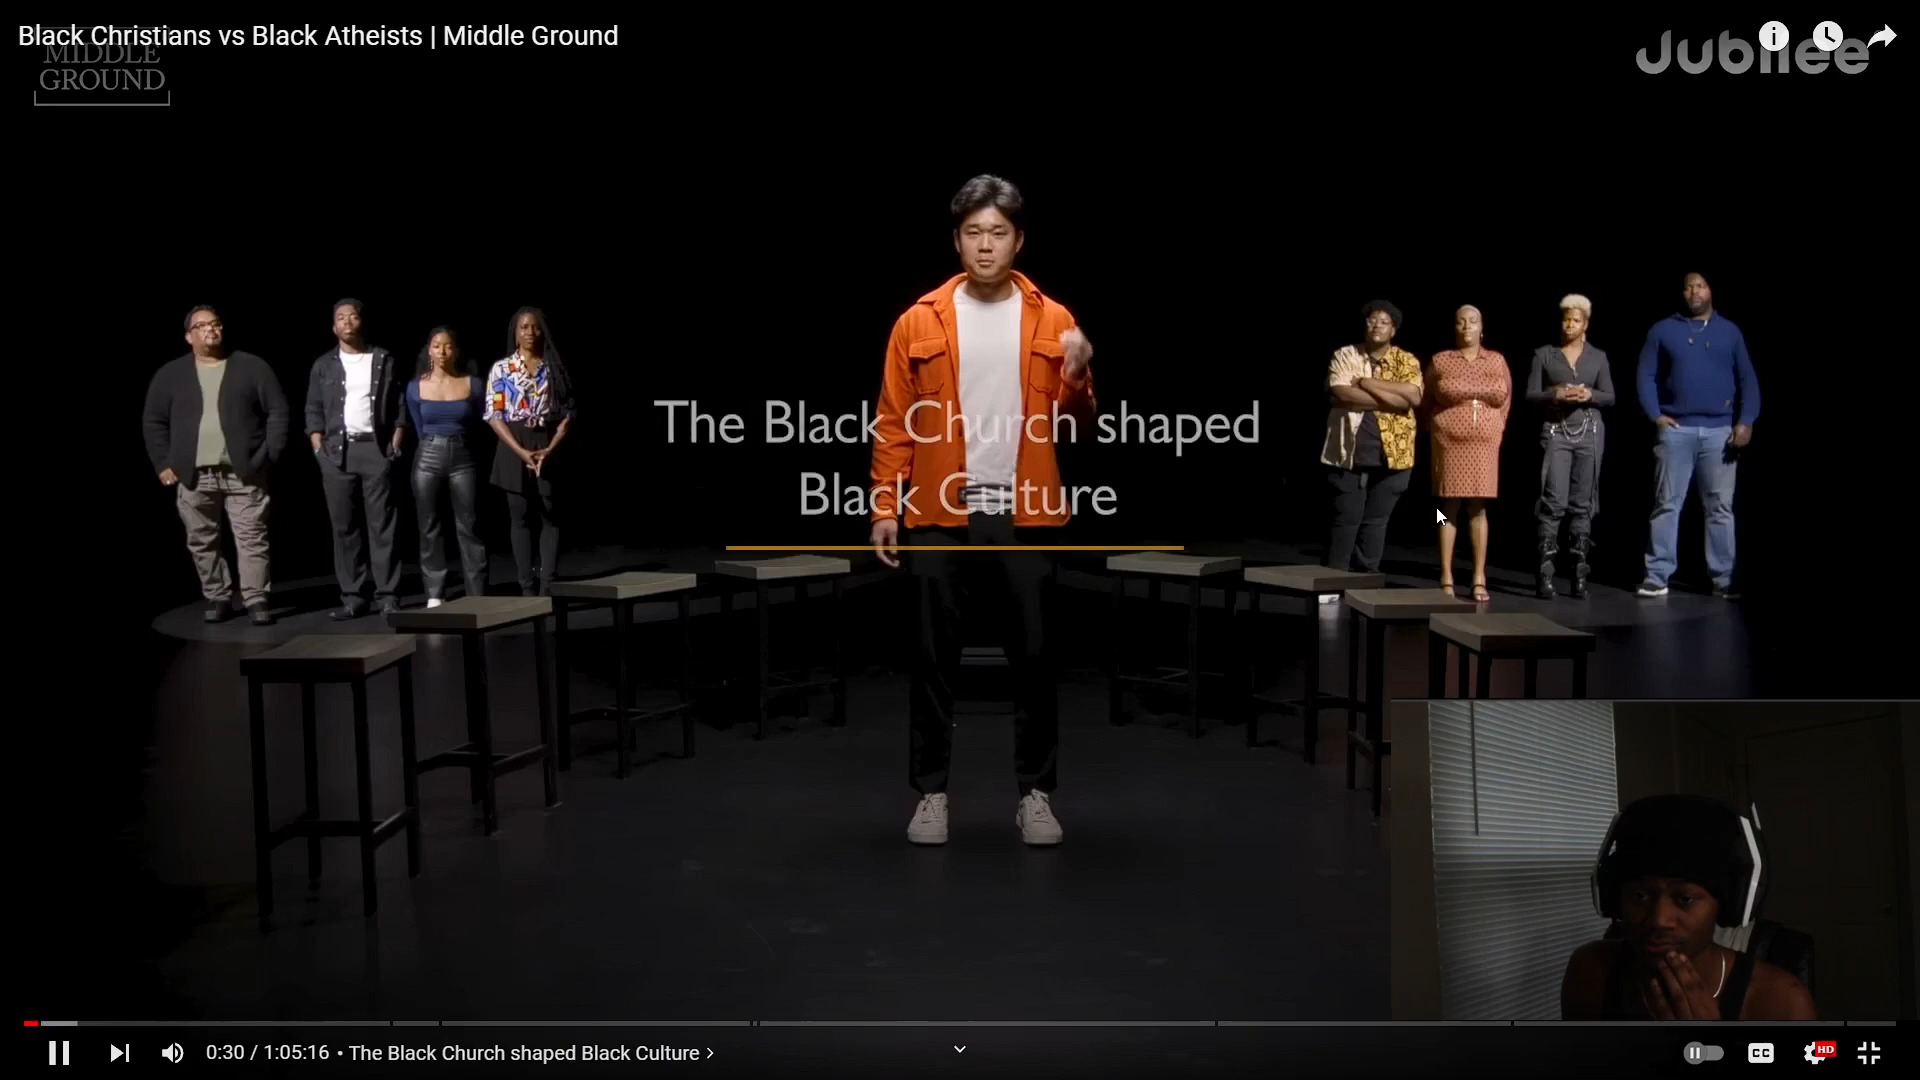 Black Christians vs Black Atheists | Middle Ground
MIDDLE
GROUND
Jubilee
The Black Church shaped
Black Culture
0:30 / 1:05:16 • The Black Church shaped Black Culture >
CC
HD